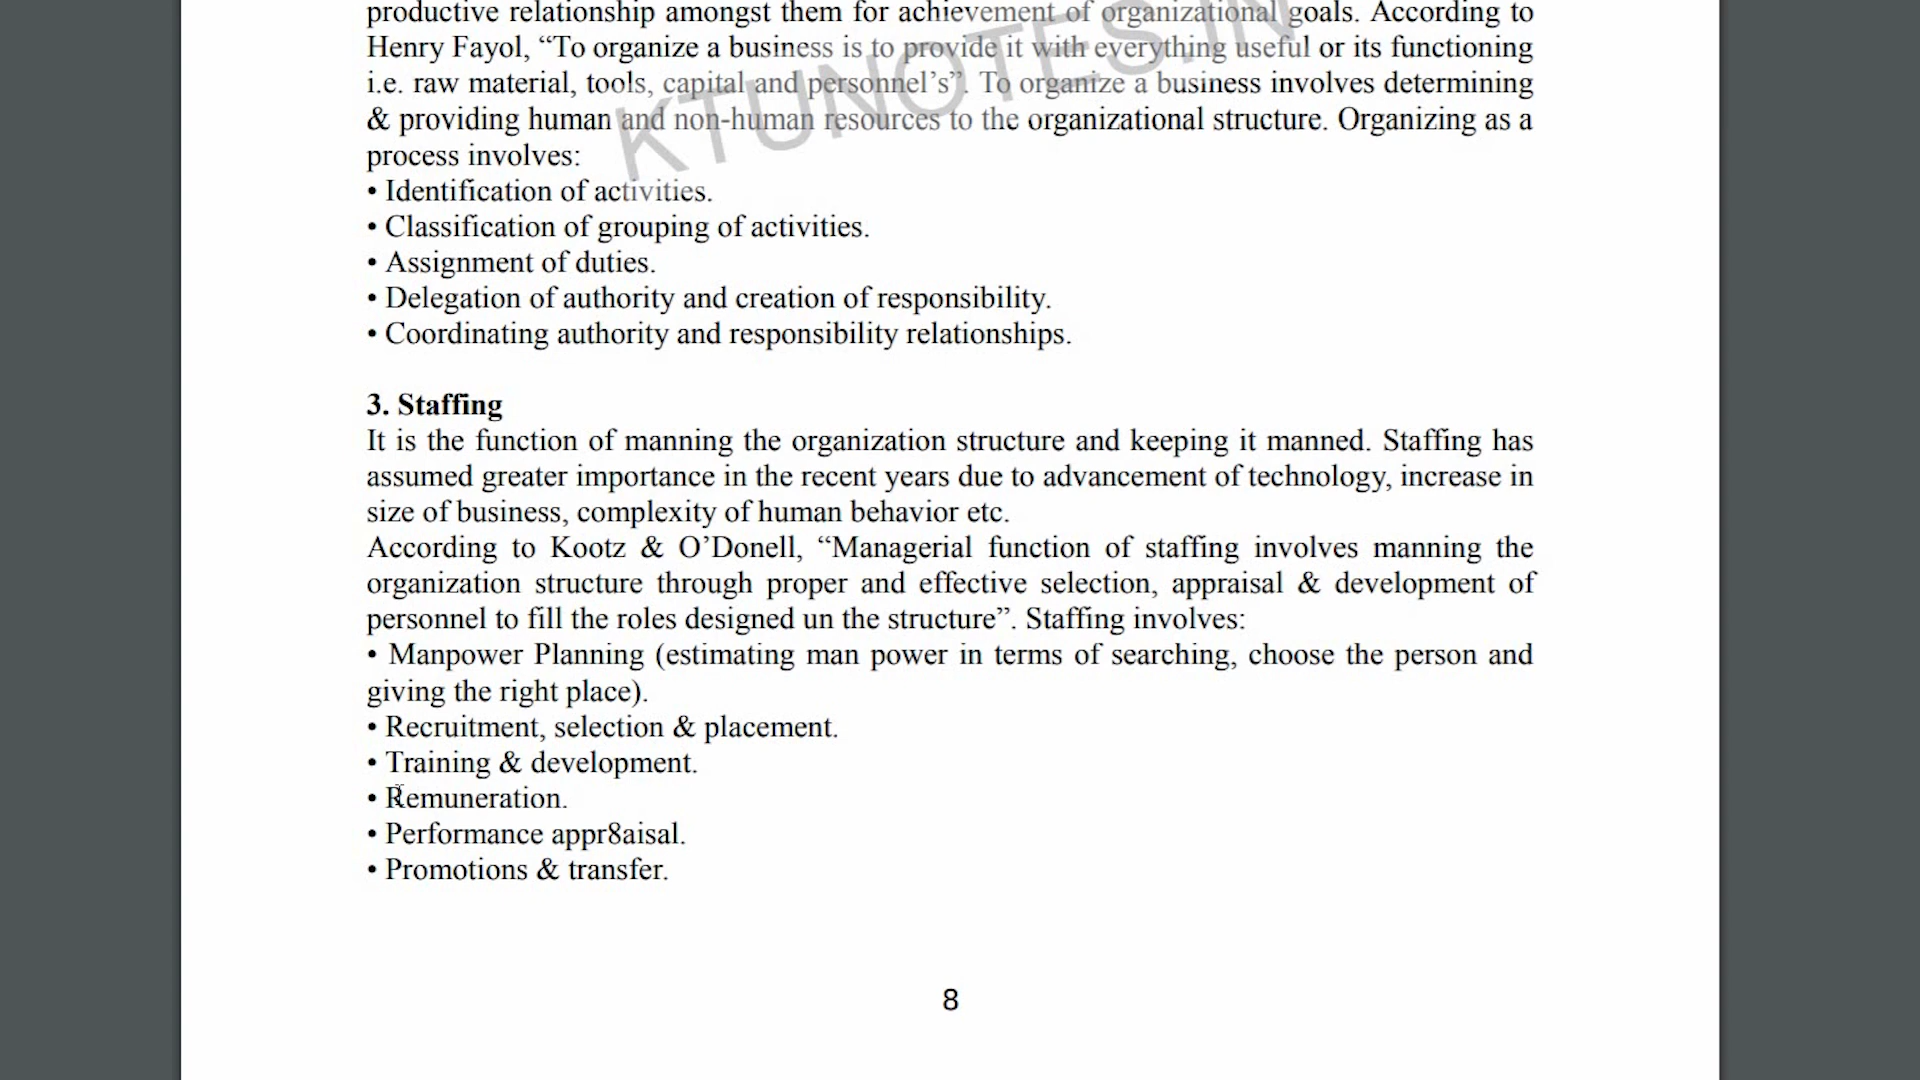 productive relationship amongst them for achievement of organizational goals. According to
Henry Fayol, “To organize a business is to provide it with everything useful or its functioning
i.e. raw material, tools, capital and personnel’s”. To organize a business involves determining
& providing human and non-human resources to the organizational structure. Organizing as a
process involves:
• Identification of activities.
• Classification of grouping of activities.
• Assignment of duties.
• Delegation of authority and creation of responsibility.
• Coordinating authority and responsibility relationships.
KTUNOTES.IN
3. Staffing
It is the function of manning the organization structure and keeping it manned. Staffing has
assumed greater importance in the recent years due to advancement of technology, increase in
size of business, complexity of human behavior etc.
According to Kootz & O’Donell, “Managerial function of staffing involves manning the
organization structure through proper and effective selection, appraisal & development of
personnel to fill the roles designed un the structure”. Staffing involves:
• Manpower Planning (estimating man power in terms of searching, choose the person and
giving the right place).
• Recruitment, selection & placement.
• Training & development.
• Remuneration.
• Performance appr8aisal.
• Promotions & transfer.
8